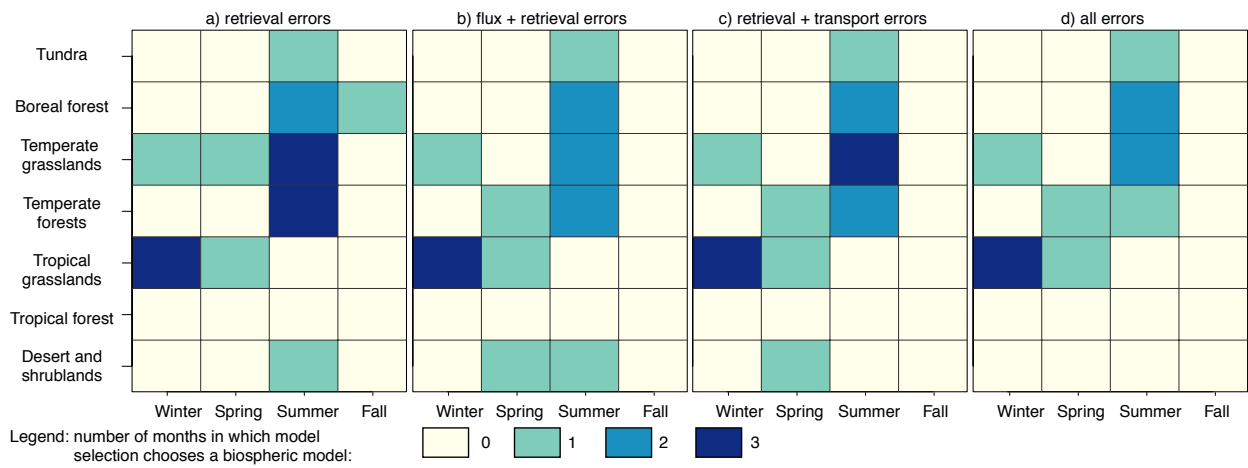 a) retrieval errors
b) flux + retrieval errors
c) retrieval + transport errors
d) all errors
Tundra
Boreal forest
Temperate
grasslands
Temperate
forests
Tropical
grasslands
Tropical forest
Desert and
shrublands
Winter Spring Summer Fall
Winter Spring Summer Fall
Winter Spring Summer Fall
Winter Spring Summer Fall
Legend: number of months in which model
selection chooses a biospheric model:
0 1 2 3